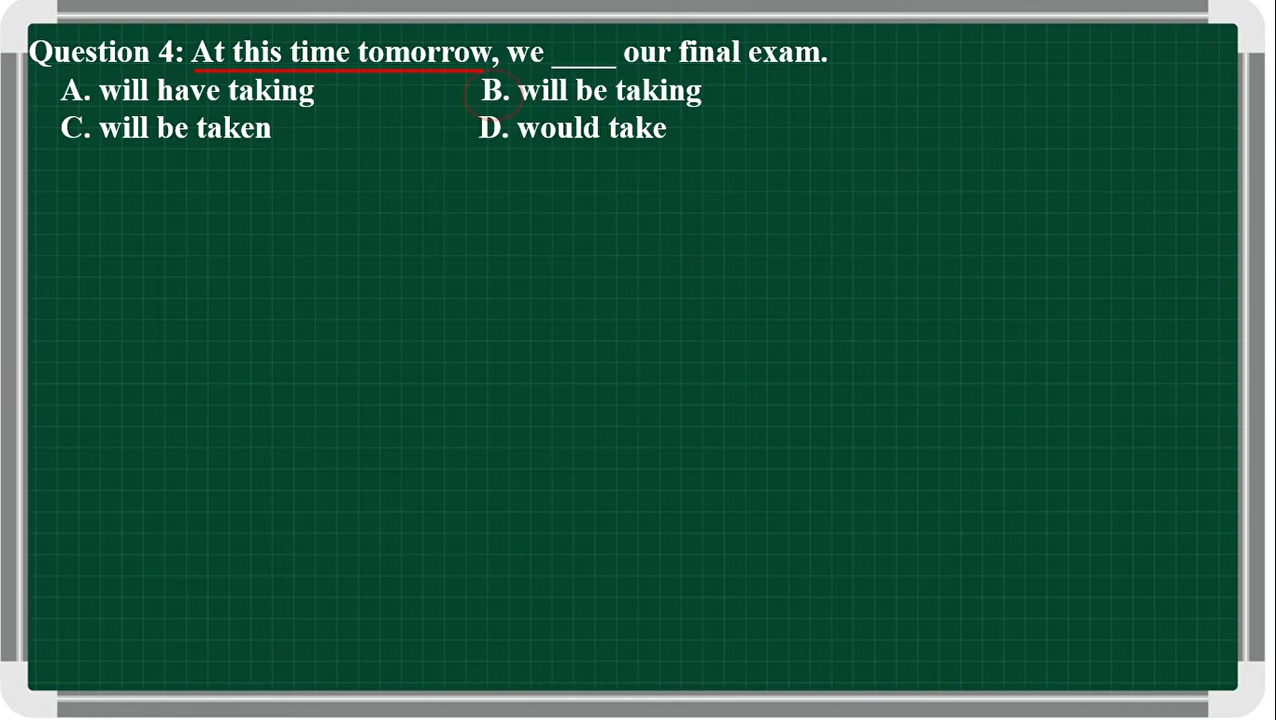 Question 4: At this time tomorrow, we ____ our final exam.
A. will have taking B. will be taking
C. will be taken D. would take